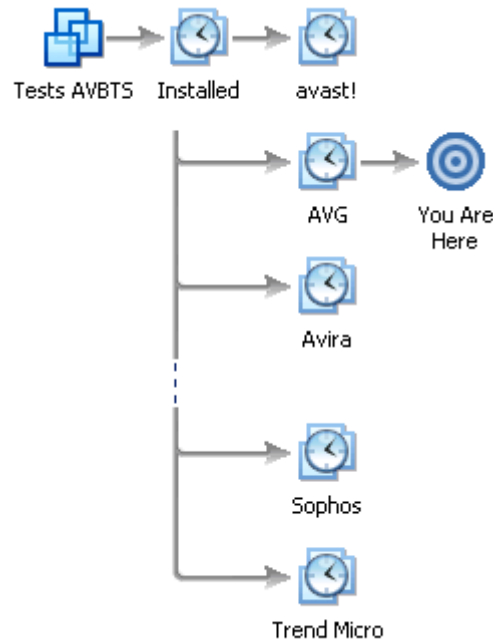 Tests AVBTS
Installed
avast!
AVG
You Are
Here
Avira
Sophos
Trend Micro